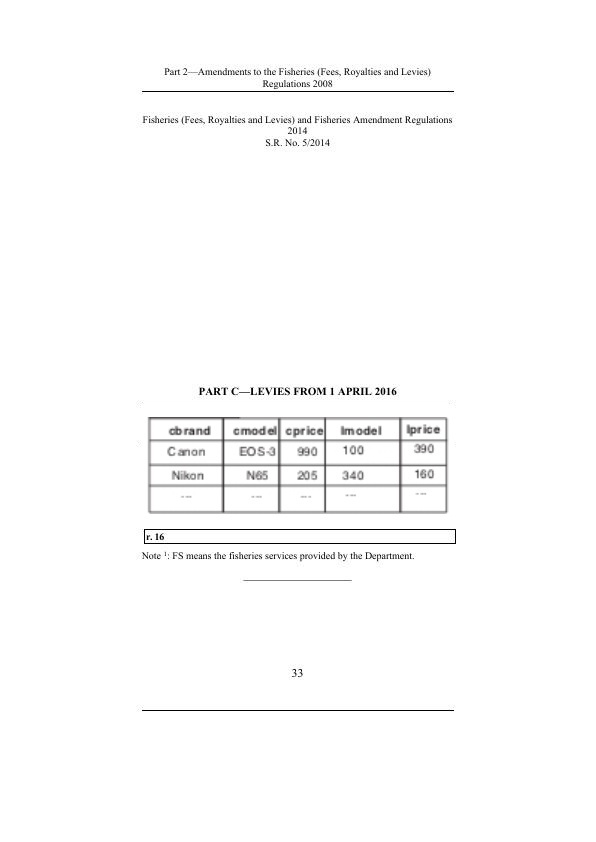 Part 2—Amendments to the Fisheries (Fees, Royalties and Levies)
Regulations 2008
Fisheries (Fees, Royalties and Levies) and Fisheries Amendment Regulations
2014
S.R. No. 5/2014
PART C—LEVIES FROM 1 APRIL 2016
cbrand cmodel cprice lmodel lprice
Canon EOS-3 990 100 390
Nikon N65 205 340 160
--- --- --- --- ---
r. 16
Note ¹: FS means the fisheries services provided by the Department.
33